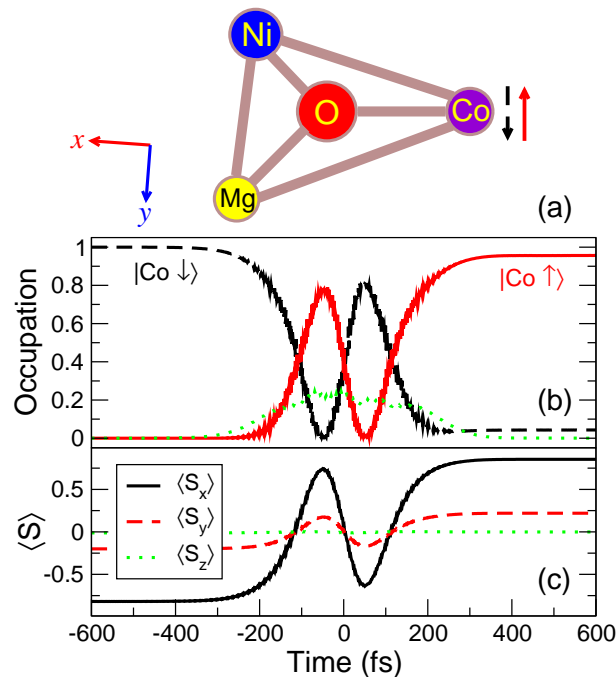 Ni
O
Co
x
Mg
y
(a)
1
|Co ↓⟩
|Co ↑⟩
0.8
0.6
0.4
0.2
0
Occupation
(b)
0.5
0
-0.5
⟨S⟩
⟨Sx⟩
⟨Sy⟩
⟨Sz⟩
(c)
-600 -400 -200 0 200 400 600
Time (fs)